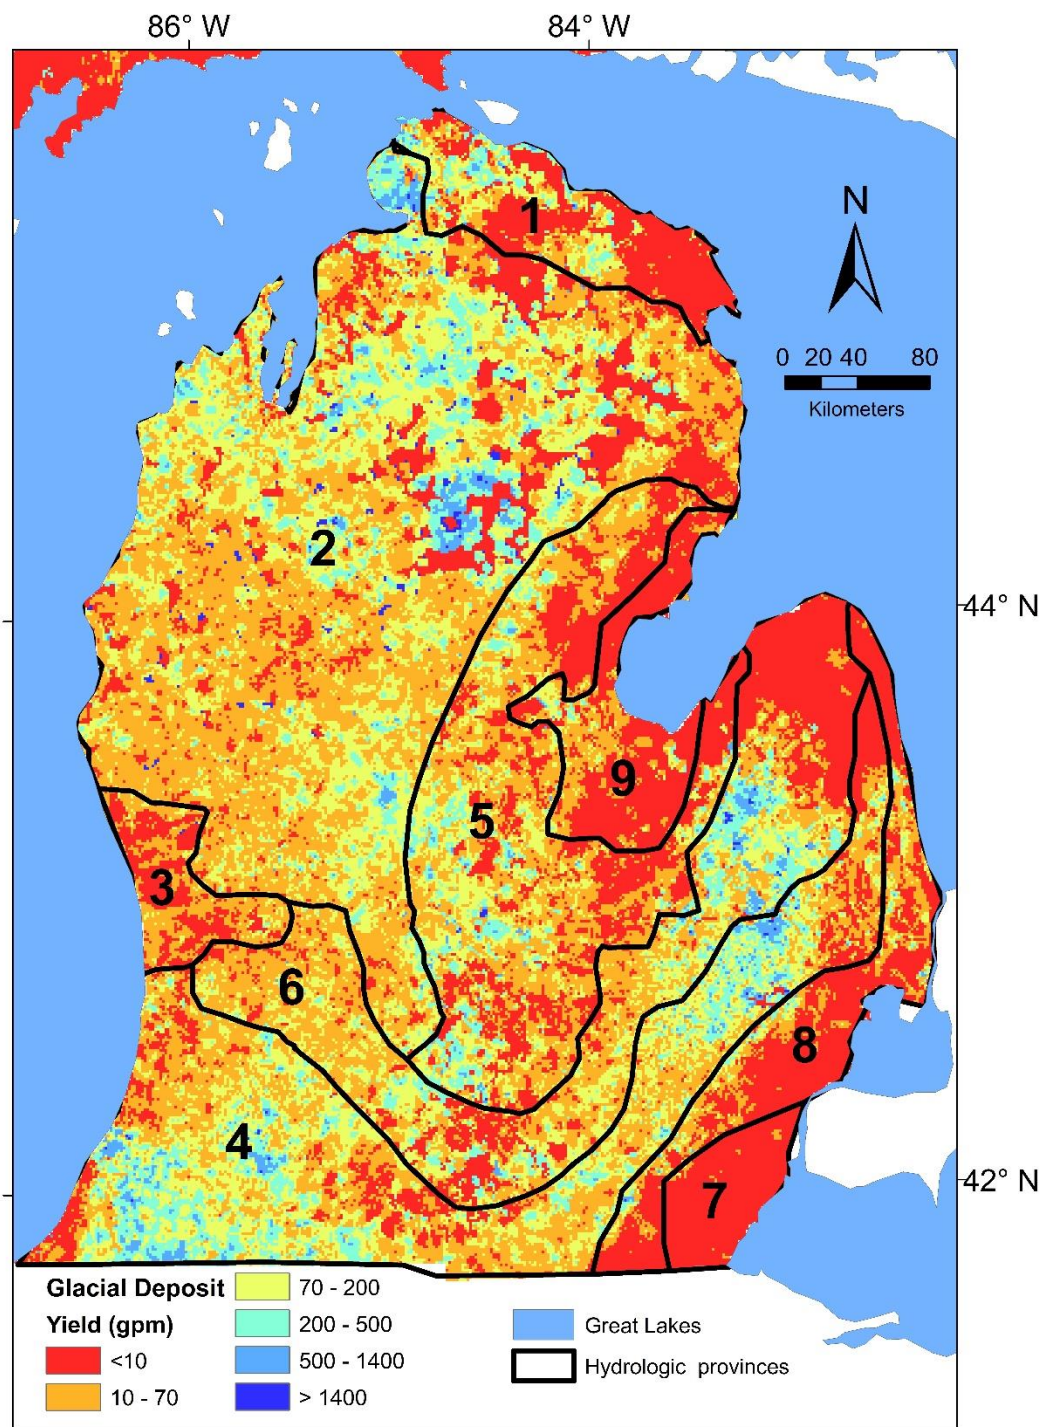 86° W 84° W
1
N
0 20 40 80
Kilometers
2
44° N
9
5
3
6
8
4
7
42° N
Glacial Deposit
Yield (gpm)
<10
10 - 70
70 - 200
200 - 500
500 - 1400
> 1400
Great Lakes
Hydrologic provinces